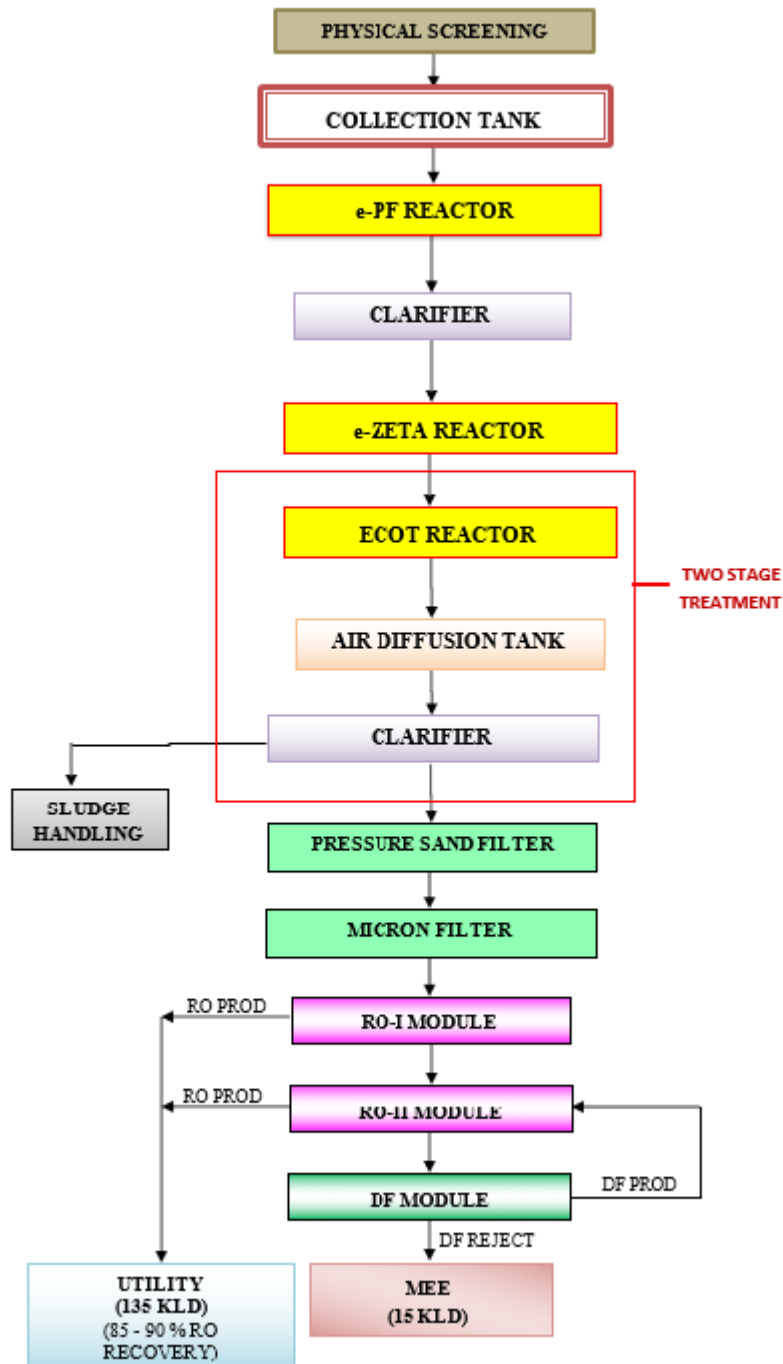 PHYSICAL SCREENING
COLLECTION TANK
e-PF REACTOR
CLARIFIER
e-ZETA REACTOR
ECOT REACTOR
TWO STAGE
TREATMENT
AIR DIFFUSION TANK
CLARIFIER
SLUDGE
HANDLING
PRESSURE SAND FILTER
MICRON FILTER
RO PROD
RO-I MODULE
RO PROD
RO-II MODULE
DF MODULE
DF PROD
DF REJECT
UTILITY
(135 KLD)
(85 - 90 % RO
RECOVERY)
MEE
(15 KLD)